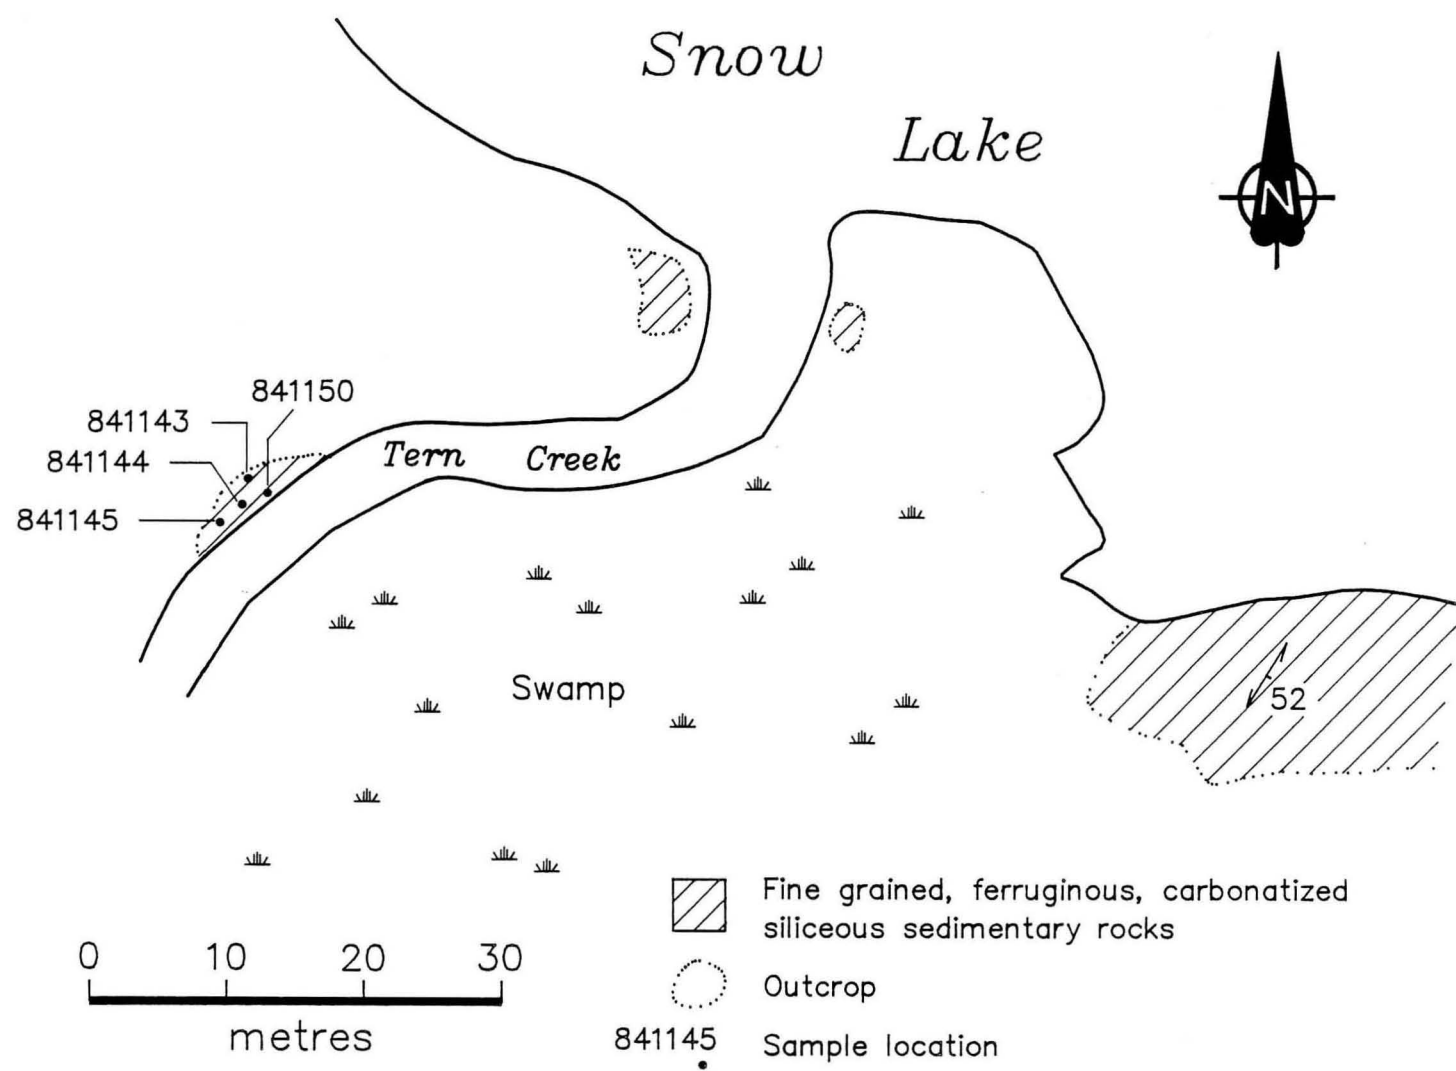 Snow
Lake
N
841150
841143
841144
841145
Tern Creek
Swamp
52
Fine grained, ferruginous, carbonatized
siliceous sedimentary rocks
Outcrop
841145 Sample location
0 10 20 30
metres